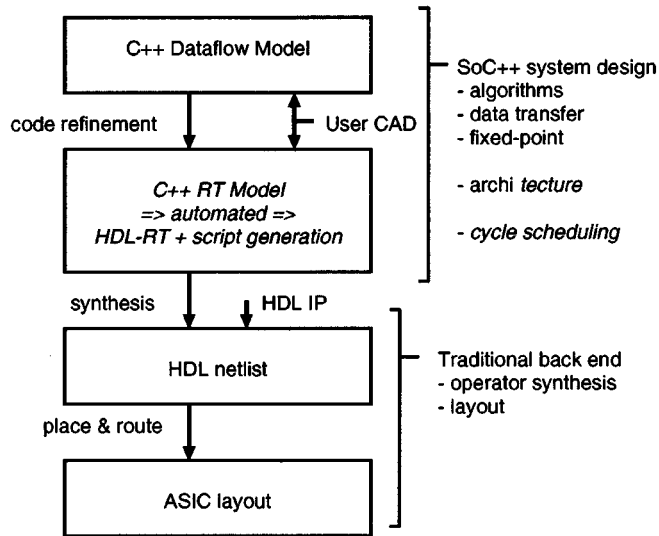 C++ Dataflow Model
code refinement
User CAD
C++ RT Model
=> automated =>
HDL-RT + script generation
synthesis
HDL IP
HDL netlist
place & route
ASIC layout
SoC++ system design
- algorithms
- data transfer
- fixed-point
- archi tecture
- cycle scheduling
Traditional back end
- operator synthesis
- layout